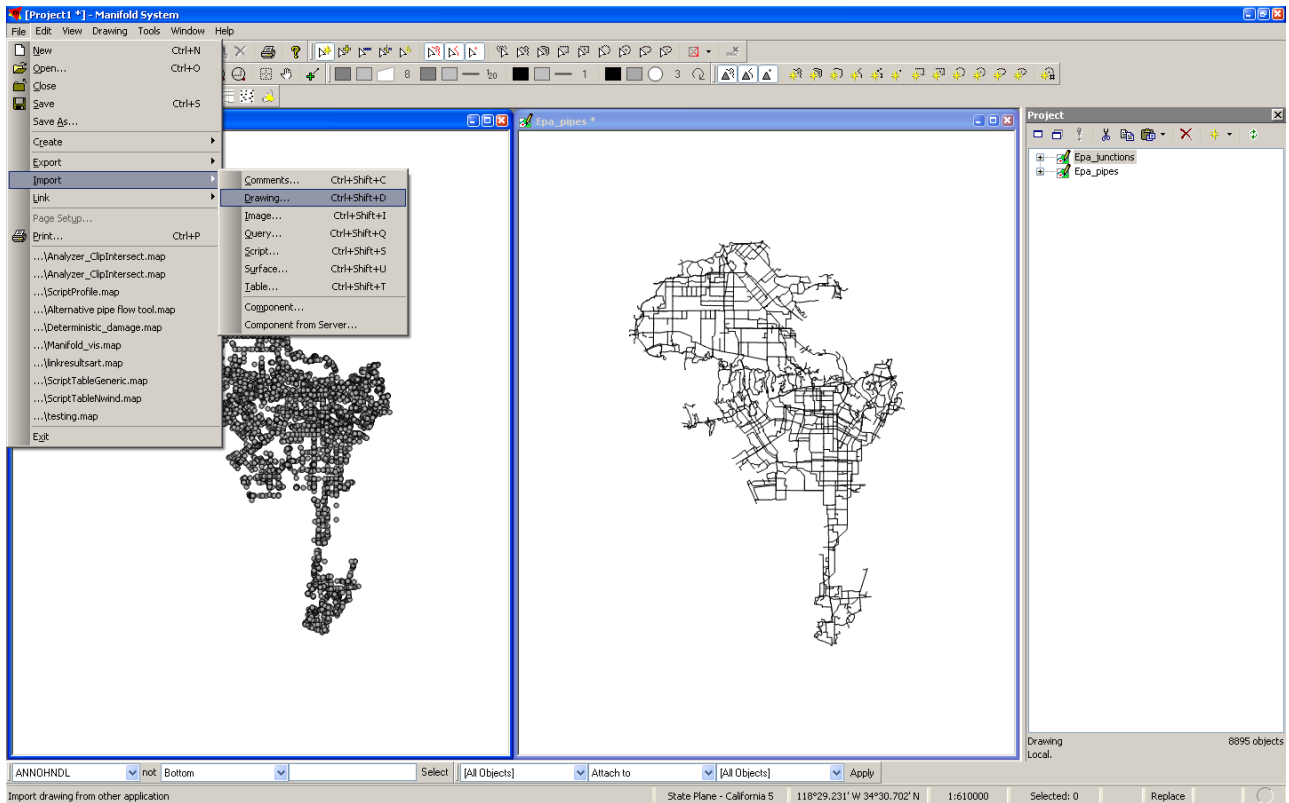 [Project1 *] - Manifold System
File Edit View Drawing Tools Window Help
New Ctrl+N
Open... Ctrl+O
Close
Save Ctrl+S
Save As...
Create
Export
Import
Link
Page Setup...
Print... Ctrl+P
...\Analyzer_ClipIntersect.map
...\Analyzer_ClipIntersect.map
...\ScriptProfile.map
...\Alternative pipe flow tool.map
...\Deterministic_damage.map
...\Manifold_vis.map
...\linkresultsart.map
...\ScriptTableGeneric.map
...\ScriptTableNwind.map
...\testing.map
Exit
Comments... Ctrl+Shift+C
Drawing... Ctrl+Shift+D
Image... Ctrl+Shift+I
Query... Ctrl+Shift+Q
Script... Ctrl+Shift+S
Surface... Ctrl+Shift+U
Table... Ctrl+Shift+T
Component...
Component from Server...
8 20 1 3
Epa_pipes *
Project
Epa_junctions
Epa_pipes
Drawing 8895 objects
Local.
ANNOHNDL not Bottom Select [All Objects] Attach to [All Objects] Apply
Import drawing from other application State Plane - California 5 118°29.231' W 34°30.702' N 1:610000 Selected: 0 Replace